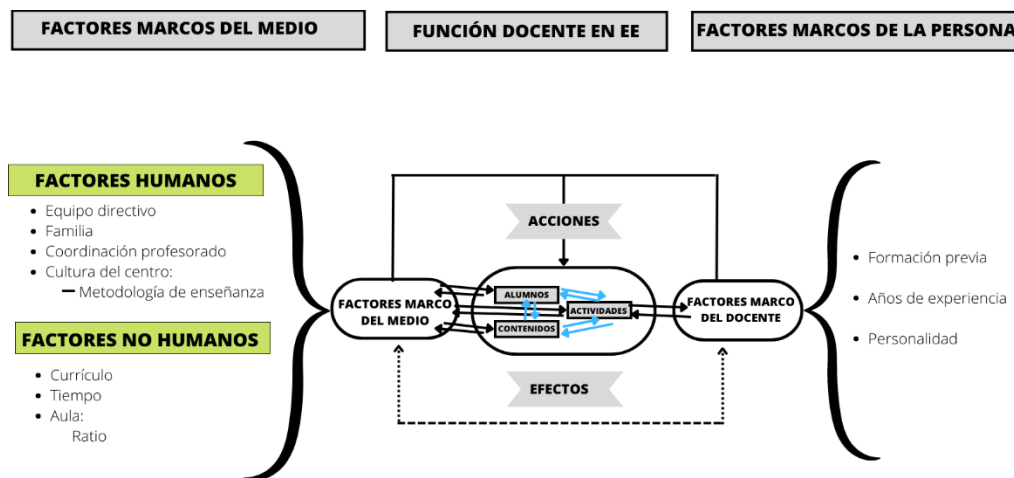 FACTORES MARCOS DEL MEDIO
FUNCIÓN DOCENTE EN EE
FACTORES MARCOS DE LA PERSONA
FACTORES HUMANOS
• Equipo directivo
• Familia
• Coordinación profesorado
• Cultura del centro:
— Metodología de enseñanza
FACTORES NO HUMANOS
• Currículo
• Tiempo
• Aula:
Ratio
ACCIONES
FACTORES MARCO
DEL MEDIO
ALUMNOS
ACTIVIDADES
CONTENIDOS
FACTORES MARCO
DEL DOCENTE
EFECTOS
• Formación previa
• Años de experiencia
• Personalidad